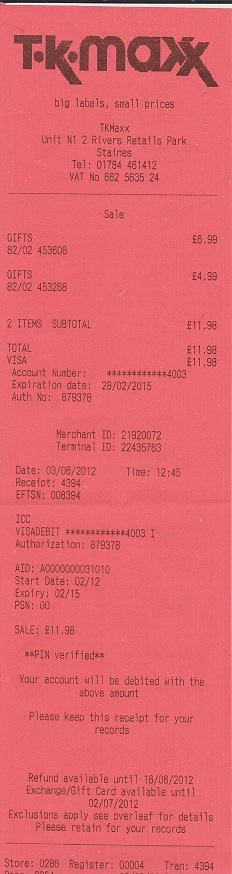 T·K·maxx
big labels, small prices
TKMaxx
Unit N1 2 Rivers Retails Park
Staines
Tel: 01784 461412
VAT No 662 5635 24
Sale
GIFTS £6.99
82/02 453608
GIFTS £4.99
82/02 453268
2 ITEMS SUBTOTAL £11.98
TOTAL £11.98
VISA £11.98
Account Number: ************4003
Expiration date: 28/02/2015
Auth No: 879378
Merchant ID: 21920072
Terminal ID: 22435763
Date: 03/06/2012 Time: 12:45
Receipt: 4394
EFTSN: 008394
ICC
VISADEBIT ************4003 I
Authorization: 879378
AID: A0000000031010
Start Date: 02/12
Expiry: 02/15
PSN: 00
SALE: £11.98
**PIN verified**
Your account will be debited with the
above amount
Please keep this receipt for your
records
Refund available until 18/06/2012
Exchange/Gift Card available until
02/07/2012
Exclusions apply see overleaf for details
Please retain for your records
Store: 0286 Register: 00004 Tran: 4394